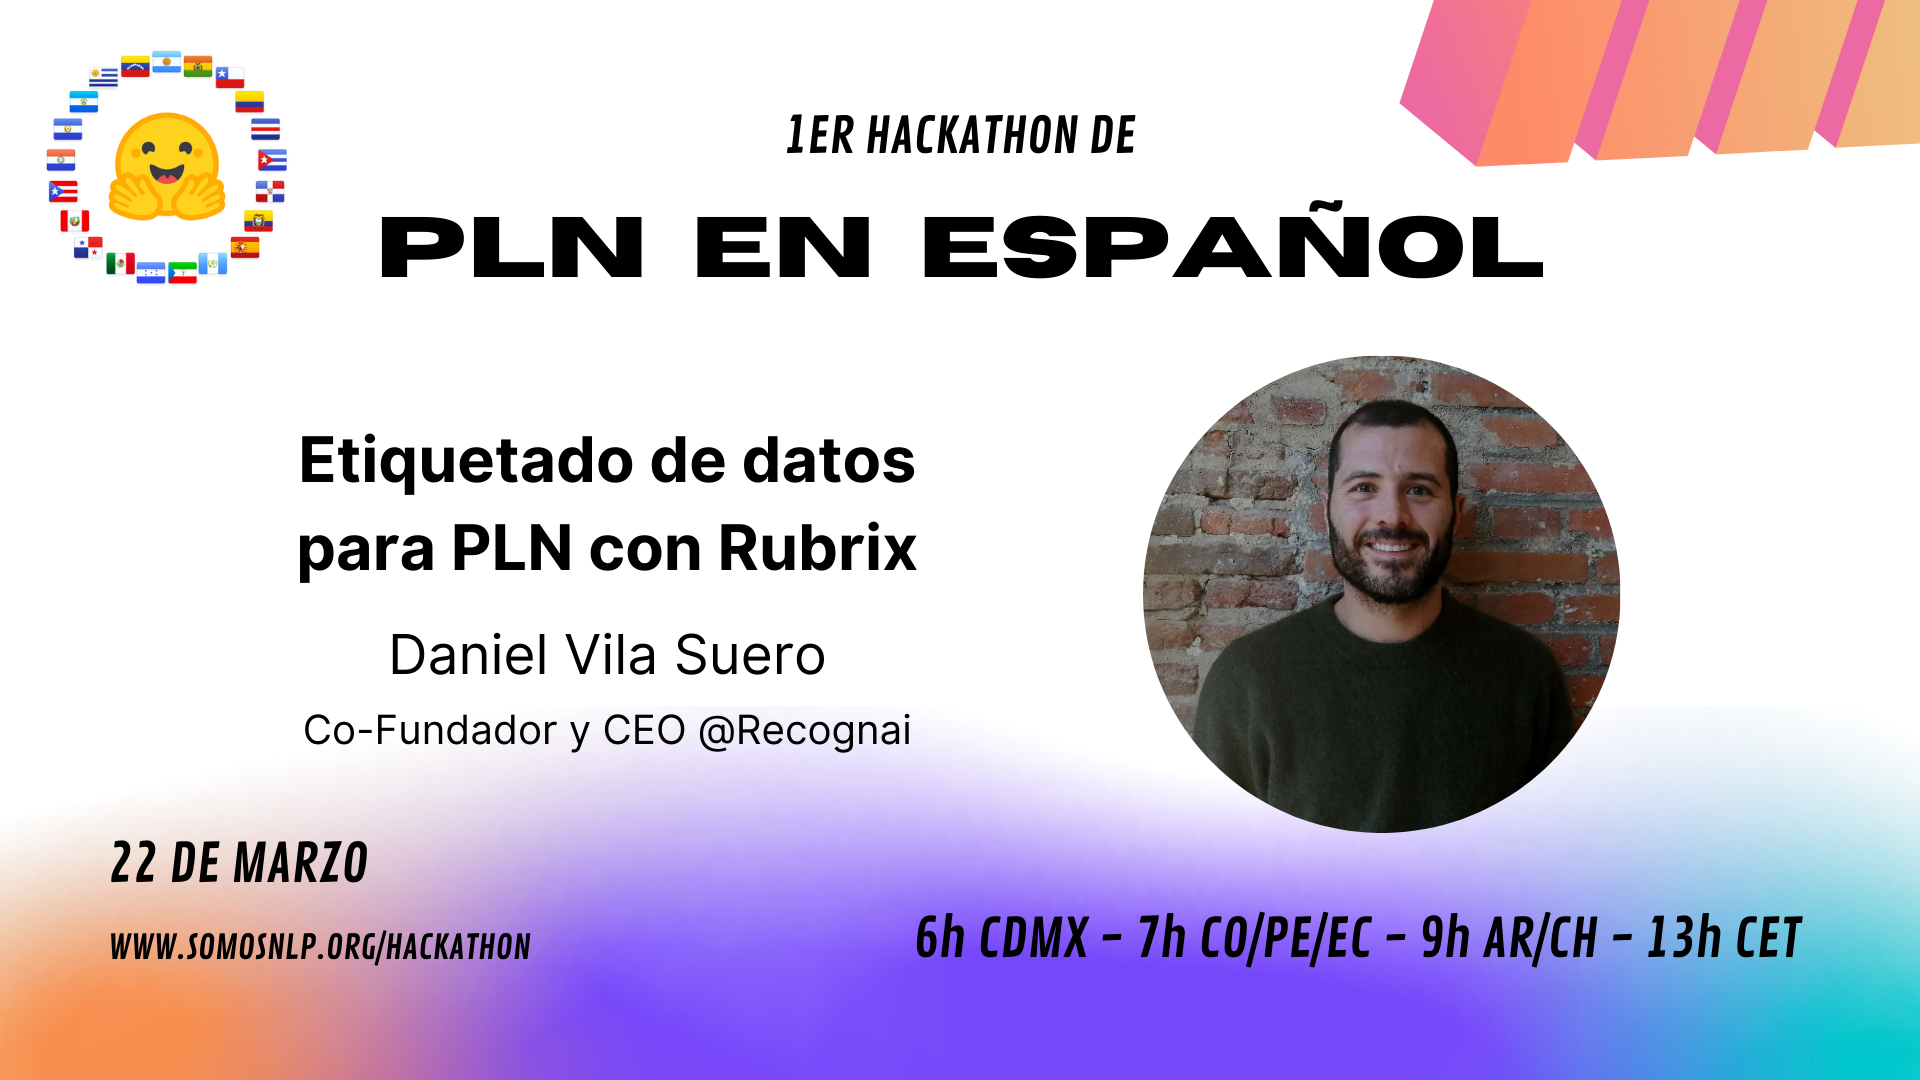 1ER HACKATHON DE
PLN EN ESPAÑOL
Etiquetado de datos
para PLN con Rubrix
Daniel Vila Suero
Co-Fundador y CEO @Recognai
22 DE MARZO
WWW.SOMOSNLP.ORG/HACKATHON
6h CDMX - 7h CO/PE/EC - 9h AR/CH - 13h CET